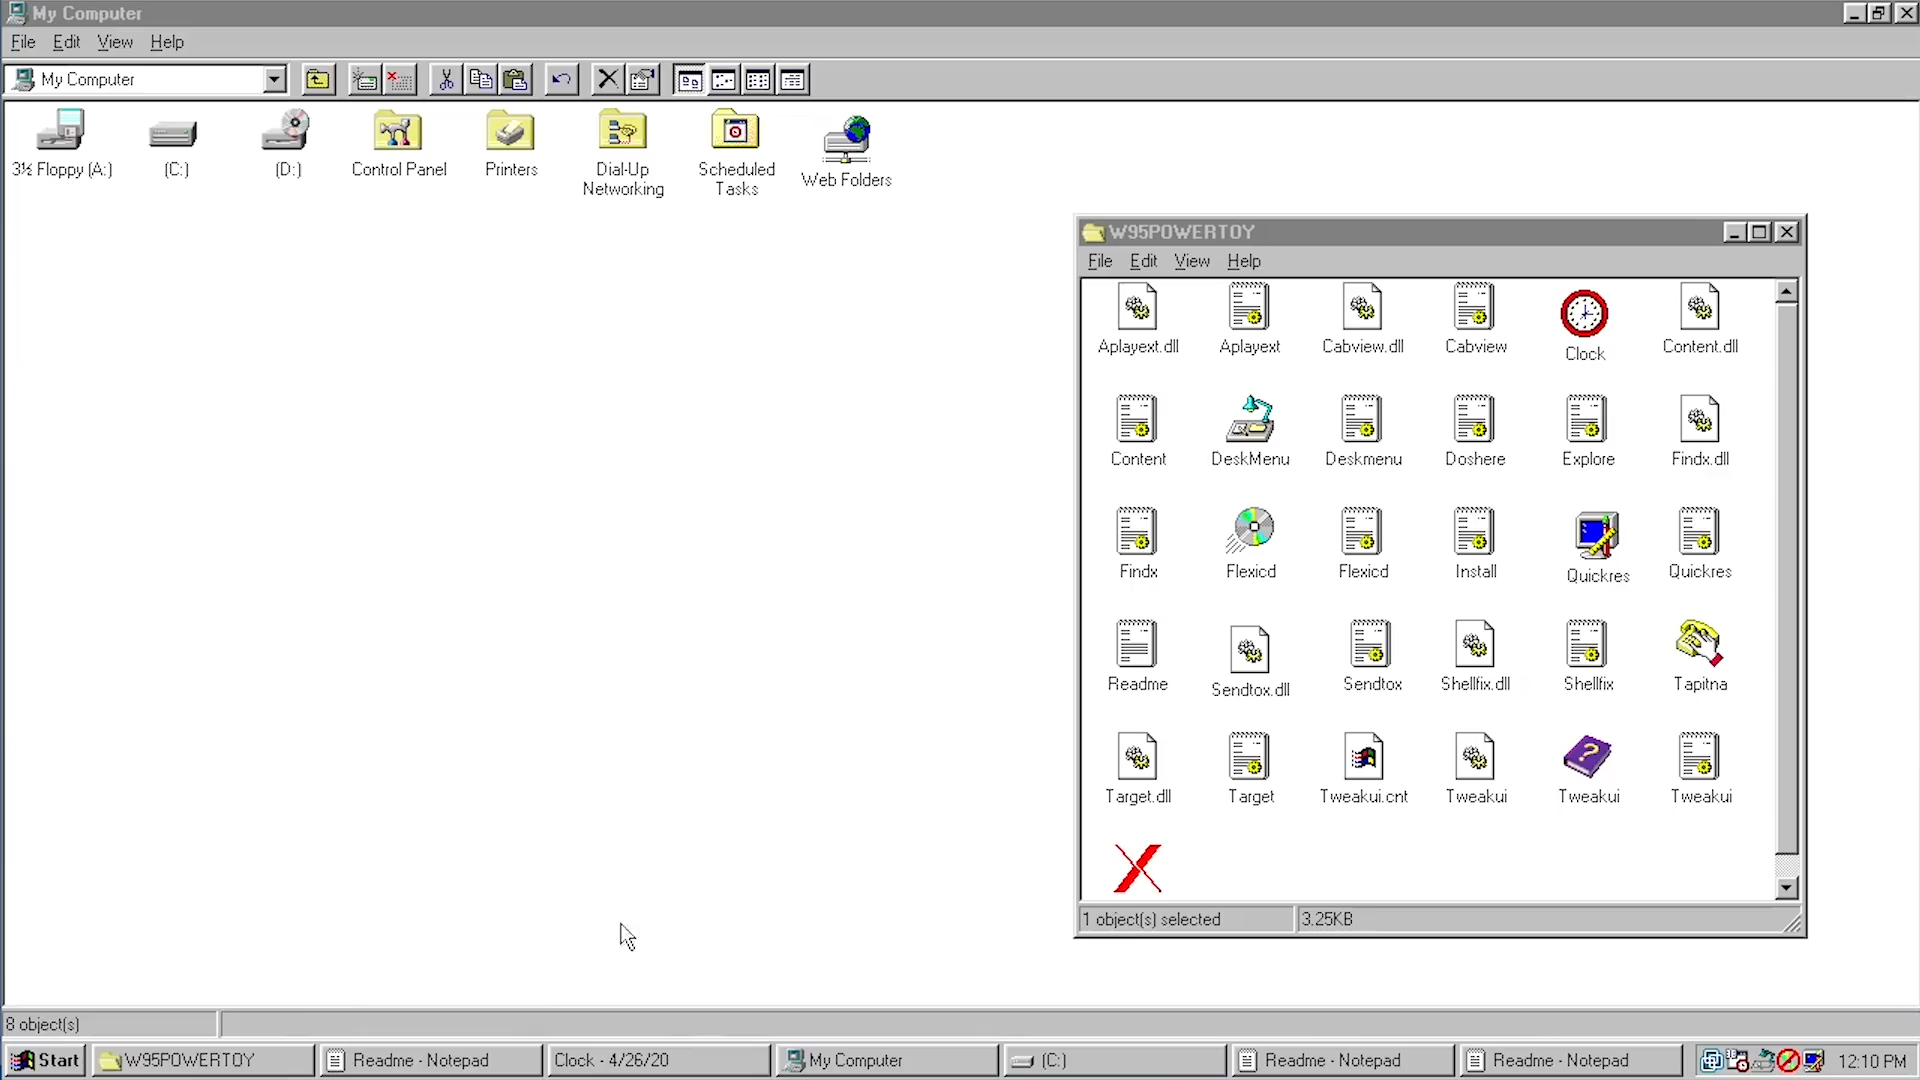 My Computer
File Edit View Help
My Computer
3½ Floppy (A:)
(C:)
(D:)
Control Panel
Printers
Dial-Up
Networking
Scheduled
Tasks
Web Folders
W95POWERTOY
File Edit View Help
Aplayext.dll
Aplayext
Cabview.dll
Cabview
Clock
Content.dll
Content
DeskMenu
Deskmenu
Doshere
Explore
Findx.dll
Findx
Flexicd
Flexicd
Install
Quickres
Quickres
Readme
Sendtox.dll
Sendtox
Shellfix.dll
Shellfix
Tapitna
Target.dll
Target
Tweakui.cnt
Tweakui
Tweakui
Tweakui
1 object(s) selected
3.25KB
8 object(s)
Start
W95POWERTOY
Readme - Notepad
Clock - 4/26/20
My Computer
(C:)
Readme - Notepad
Readme - Notepad
12:10 PM